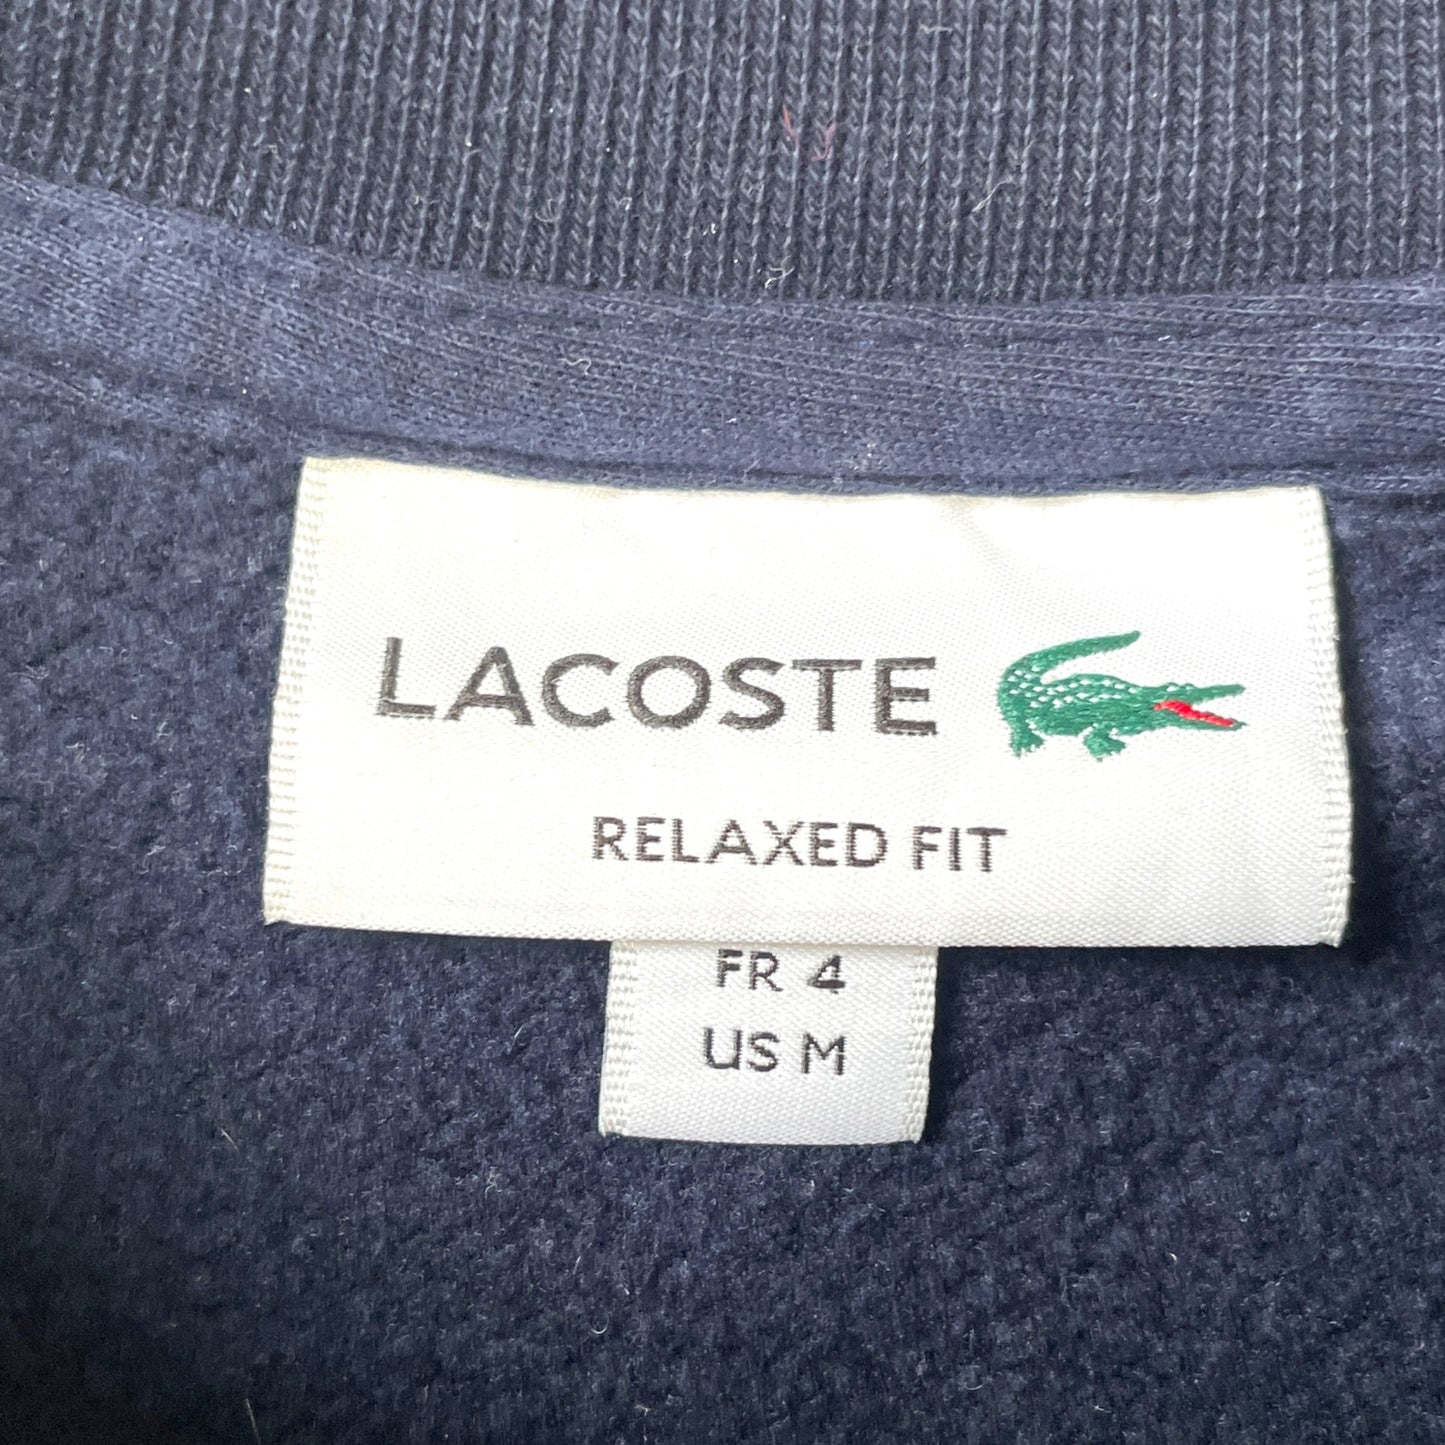 LACOSTE
RELAXED FIT
FR 4
US M